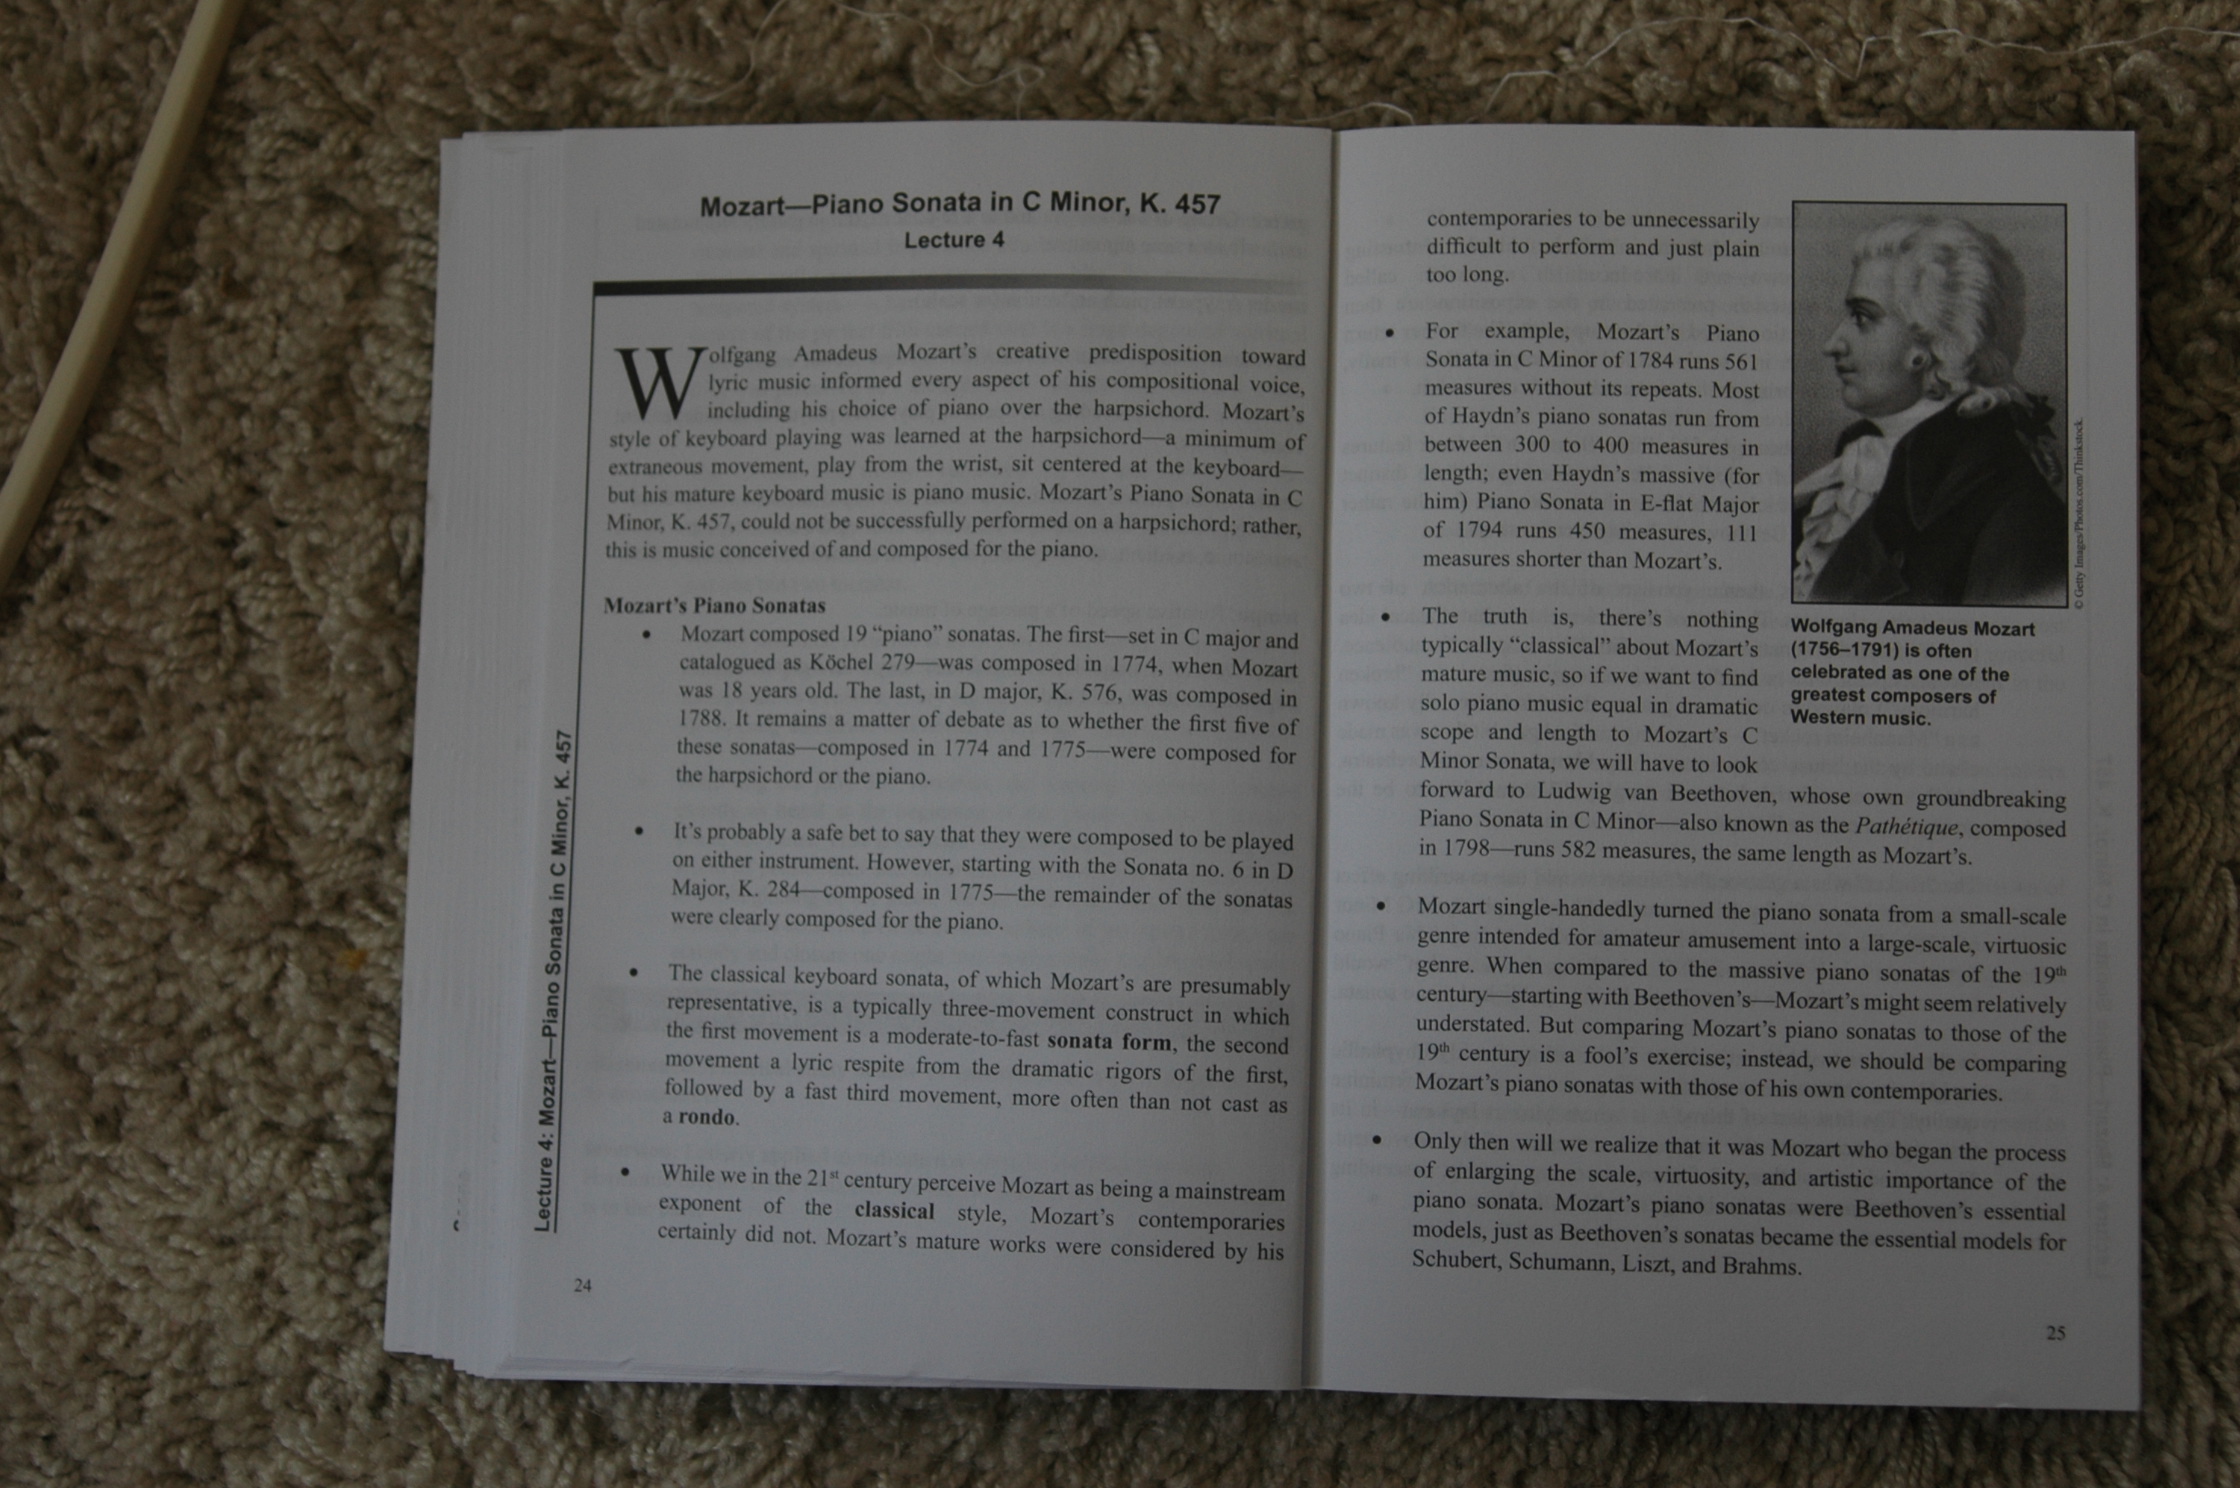 Mozart—Piano Sonata in C Minor, K. 457
Lecture 4
Wolfgang Amadeus Mozart's creative predisposition toward
lyric music informed every aspect of his compositional voice,
including his choice of piano over the harpsichord. Mozart's
style of keyboard playing was learned at the harpsichord—a minimum of
extraneous movement, play from the wrist, sit centered at the keyboard—
but his mature keyboard music is piano music. Mozart's Piano Sonata in C
Minor, K. 457, could not be successfully performed on a harpsichord; rather,
this is music conceived of and composed for the piano.
Mozart's Piano Sonatas
• Mozart composed 19 “piano” sonatas. The first—set in C major and
catalogued as Köchel 279—was composed in 1774, when Mozart
was 18 years old. The last, in D major, K. 576, was composed in
1788. It remains a matter of debate as to whether the first five of
these sonatas—composed in 1774 and 1775—were composed for
the harpsichord or the piano.
• It's probably a safe bet to say that they were composed to be played
on either instrument. However, starting with the Sonata no. 6 in D
Major, K. 284—composed in 1775—the remainder of the sonatas
were clearly composed for the piano.
• The classical keyboard sonata, of which Mozart's are presumably
representative, is a typically three-movement construct in which
the first movement is a moderate-to-fast sonata form, the second
movement a lyric respite from the dramatic rigors of the first,
followed by a fast third movement, more often than not cast as
a rondo.
• While we in the 21st century perceive Mozart as being a mainstream
exponent of the classical style, Mozart's contemporaries
certainly did not. Mozart's mature works were considered by his
Lecture 4: Mozart—Piano Sonata in C Minor, K. 457
24
contemporaries to be unnecessarily
difficult to perform and just plain
too long.
• For example, Mozart's Piano
Sonata in C Minor of 1784 runs 561
measures without its repeats. Most
of Haydn's piano sonatas run from
between 300 to 400 measures in
length; even Haydn's massive (for
him) Piano Sonata in E-flat Major
of 1794 runs 450 measures, 111
measures shorter than Mozart's.
© Getty Images/Photos.com/Thinkstock.
Wolfgang Amadeus Mozart
(1756–1791) is often
celebrated as one of the
greatest composers of
Western music.
• The truth is, there's nothing
typically “classical” about Mozart's
mature music, so if we want to find
solo piano music equal in dramatic
scope and length to Mozart's C
Minor Sonata, we will have to look
forward to Ludwig van Beethoven, whose own groundbreaking
Piano Sonata in C Minor—also known as the Pathétique, composed
in 1798—runs 582 measures, the same length as Mozart's.
• Mozart single-handedly turned the piano sonata from a small-scale
genre intended for amateur amusement into a large-scale, virtuosic
genre. When compared to the massive piano sonatas of the 19th
century—starting with Beethoven's—Mozart's might seem relatively
understated. But comparing Mozart's piano sonatas to those of the
19th century is a fool's exercise; instead, we should be comparing
Mozart's piano sonatas with those of his own contemporaries.
• Only then will we realize that it was Mozart who began the process
of enlarging the scale, virtuosity, and artistic importance of the
piano sonata. Mozart's piano sonatas were Beethoven's essential
models, just as Beethoven's sonatas became the essential models for
Schubert, Schumann, Liszt, and Brahms.
25